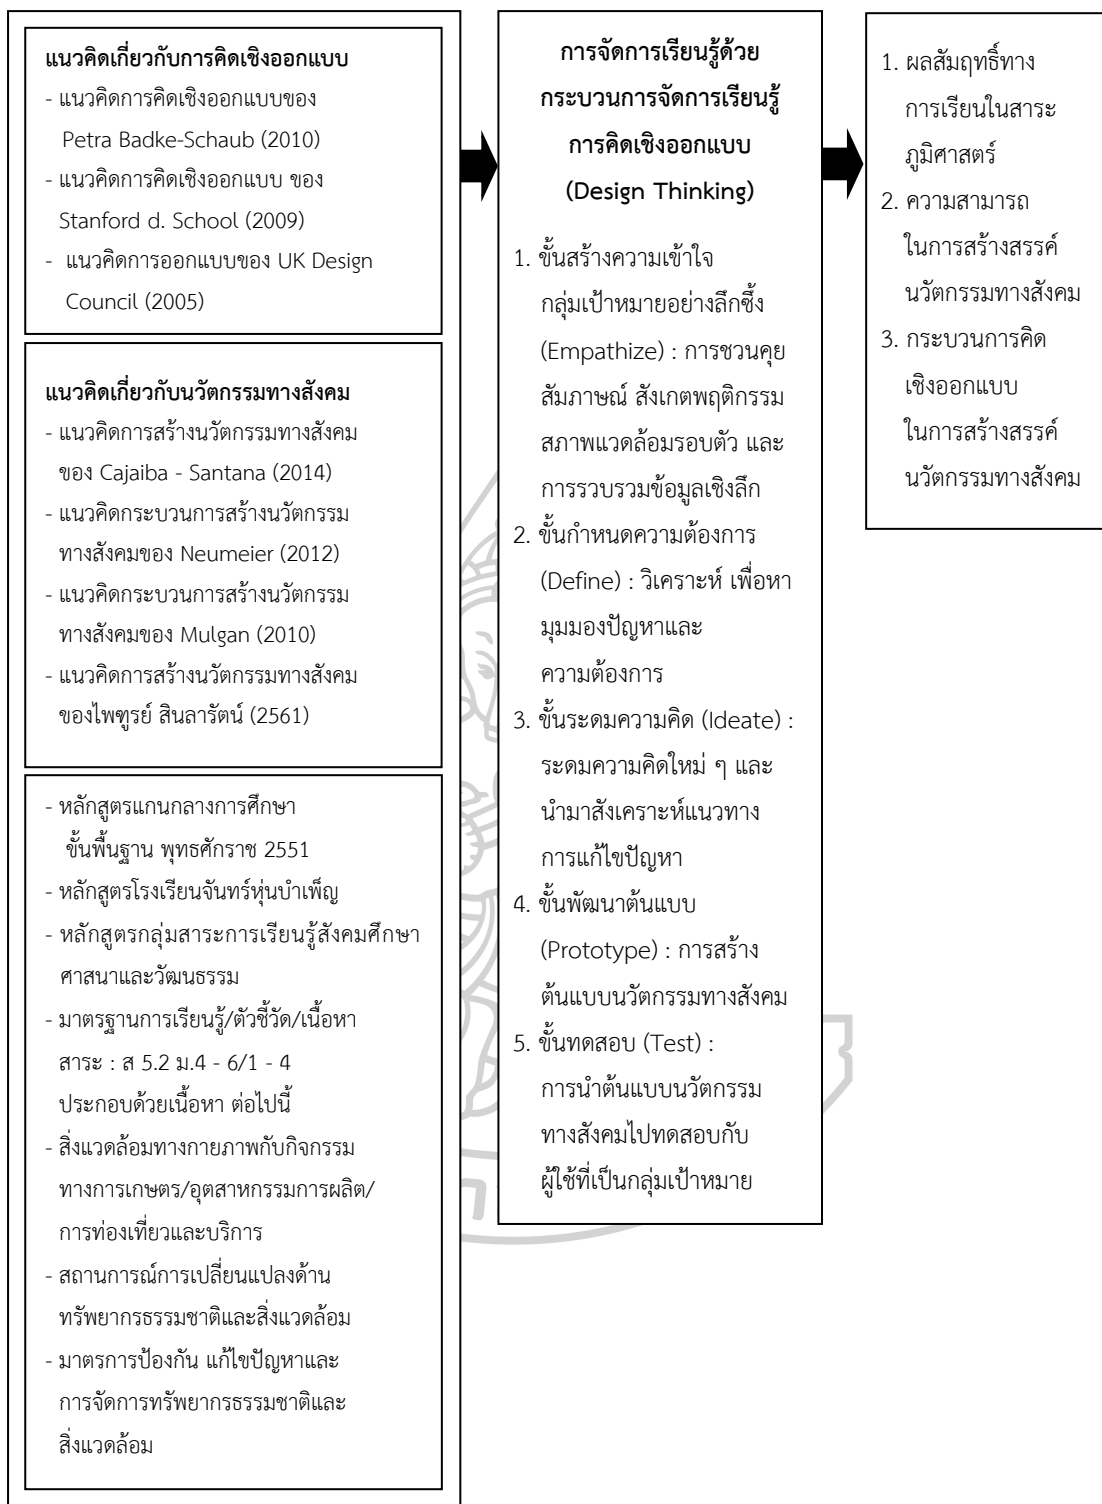 แนวคิดเกี่ยวกับการคิดเชิงออกแบบ
- แนวคิดการคิดเชิงออกแบบของ
Petra Badke-Schaub (2010)
- แนวคิดการคิดเชิงออกแบบ ของ
Stanford d. School (2009)
- แนวคิดการออกแบบของ UK Design
Council (2005)
แนวคิดเกี่ยวกับนวัตกรรมทางสังคม
- แนวคิดการสร้างนวัตกรรมทางสังคม
ของ Cajaiba - Santana (2014)
- แนวคิดกระบวนการสร้างนวัตกรรม
ทางสังคมของ Neumeier (2012)
- แนวคิดกระบวนการสร้างนวัตกรรม
ทางสังคมของ Mulgan (2010)
- แนวคิดการสร้างนวัตกรรมทางสังคม
ของไพฑูรย์ สินลารัตน์ (2561)
- หลักสูตรแกนกลางการศึกษา
ขั้นพื้นฐาน พุทธศักราช 2551
- หลักสูตรโรงเรียนจันทร์หุ่นบำเพ็ญ
- หลักสูตรกลุ่มสาระการเรียนรู้สังคมศึกษา
ศาสนาและวัฒนธรรม
- มาตรฐานการเรียนรู้/ตัวชี้วัด/เนื้อหา
สาระ : ส 5.2 ม.4 - 6/1 - 4
ประกอบด้วยเนื้อหา ต่อไปนี้
- สิ่งแวดล้อมทางกายภาพกับกิจกรรม
ทางการเกษตร/อุตสาหกรรมการผลิต/
การท่องเที่ยวและบริการ
- สถานการณ์การเปลี่ยนแปลงด้าน
ทรัพยากรธรรมชาติและสิ่งแวดล้อม
- มาตรการป้องกัน แก้ไขปัญหาและ
การจัดการทรัพยากรธรรมชาติและ
สิ่งแวดล้อม
การจัดการเรียนรู้ด้วย
กระบวนการจัดการเรียนรู้
การคิดเชิงออกแบบ
(Design Thinking)
1. ขั้นสร้างความเข้าใจ
กลุ่มเป้าหมายอย่างลึกซึ้ง
(Empathize) : การชวนคุย
สัมภาษณ์ สังเกตพฤติกรรม
สภาพแวดล้อมรอบตัว และ
การรวบรวมข้อมูลเชิงลึก
2. ขั้นกำหนดความต้องการ
(Define) : วิเคราะห์ เพื่อหา
มุมมองปัญหาและ
ความต้องการ
3. ขั้นระดมความคิด (Ideate) :
ระดมความคิดใหม่ ๆ และ
นำมาสังเคราะห์แนวทาง
การแก้ไขปัญหา
4. ขั้นพัฒนาต้นแบบ
(Prototype) : การสร้าง
ต้นแบบนวัตกรรมทางสังคม
5. ขั้นทดสอบ (Test) :
การนำต้นแบบนวัตกรรม
ทางสังคมไปทดสอบกับ
ผู้ใช้ที่เป็นกลุ่มเป้าหมาย
1. ผลสัมฤทธิ์ทาง
การเรียนในสาระ
ภูมิศาสตร์
2. ความสามารถ
ในการสร้างสรรค์
นวัตกรรมทางสังคม
3. กระบวนการคิด
เชิงออกแบบ
ในการสร้างสรรค์
นวัตกรรมทางสังคม